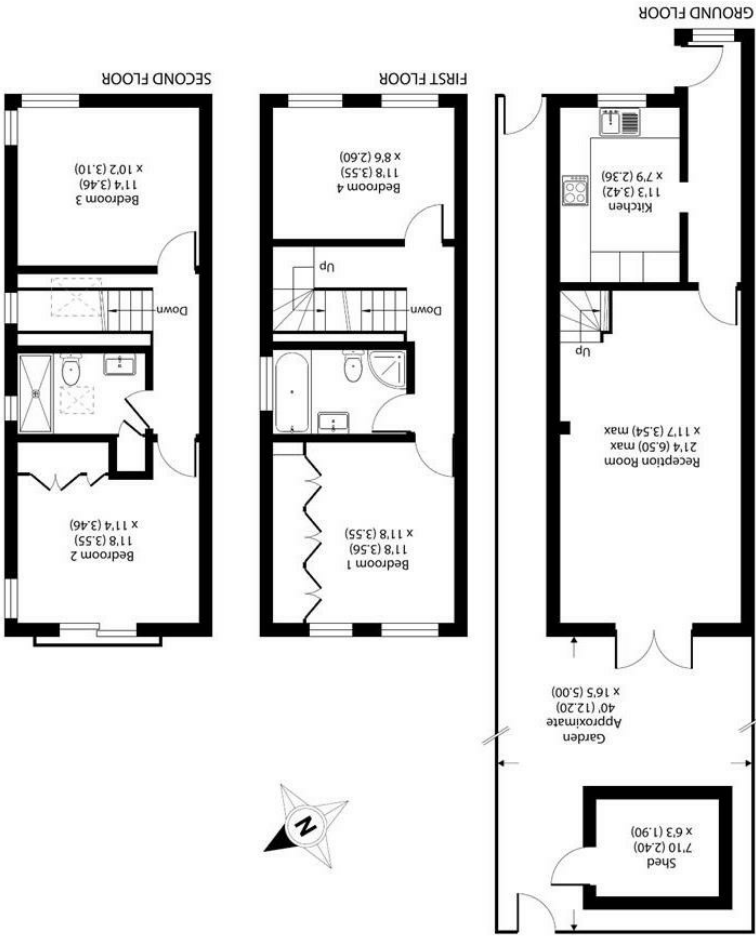 Shed
7'10 (2.40)
x 6'3 (1.90)
Garden
Approximate
40' (12.20)
x 16'5 (5.00)
Reception Room
21'4 (6.50) max
x 11'7 (3.54) max
Up
Kitchen
11'3 (3.42)
x 7'9 (2.36)
GROUND FLOOR
N
Bedroom 1
11'8 (3.56)
x 11'8 (3.55)
Down
Up
Bedroom 4
11'8 (3.55)
x 8'6 (2.60)
FIRST FLOOR
Bedroom 2
11'8 (3.55)
x 11'4 (3.46)
Down
Bedroom 3
11'4 (3.46)
x 10'2 (3.10)
SECOND FLOOR